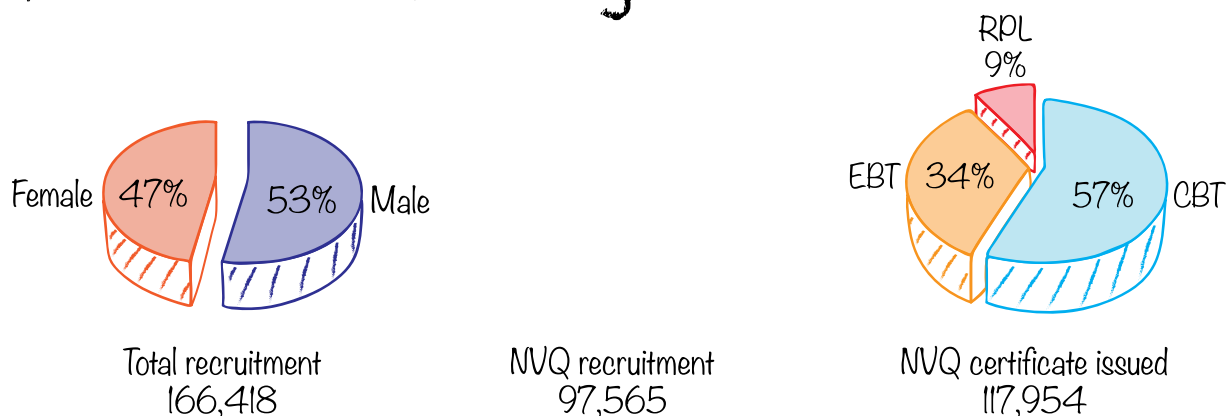 RPL
9%
Female 47% 53% Male
EBT 34% 57% CBT
Total recruitment
166,418
NVQ recruitment
97,565
NVQ certificate issued
117,954